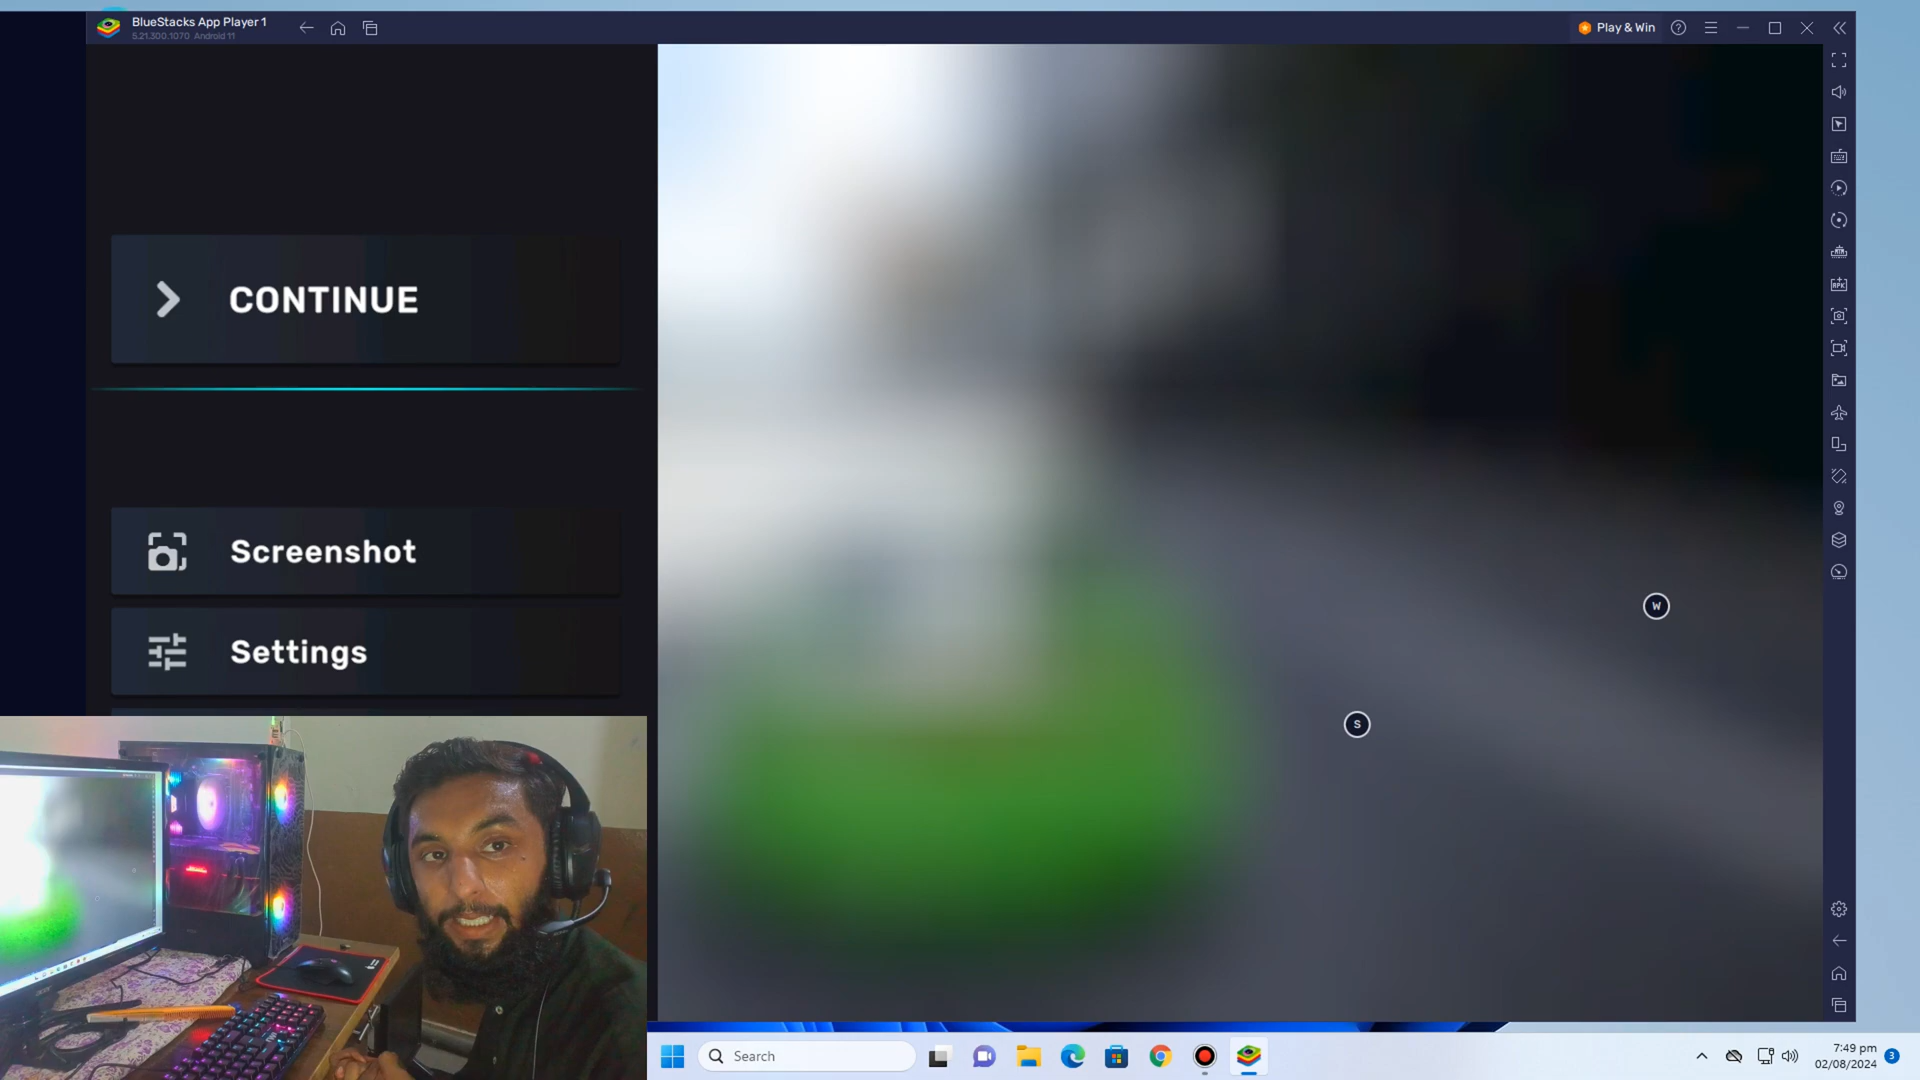 BlueStacks App Player 1
5.21.300.1070 Android 11
Play & Win
CONTINUE
Screenshot
Settings
W
S
Search
7:49 pm
02/08/2024
3